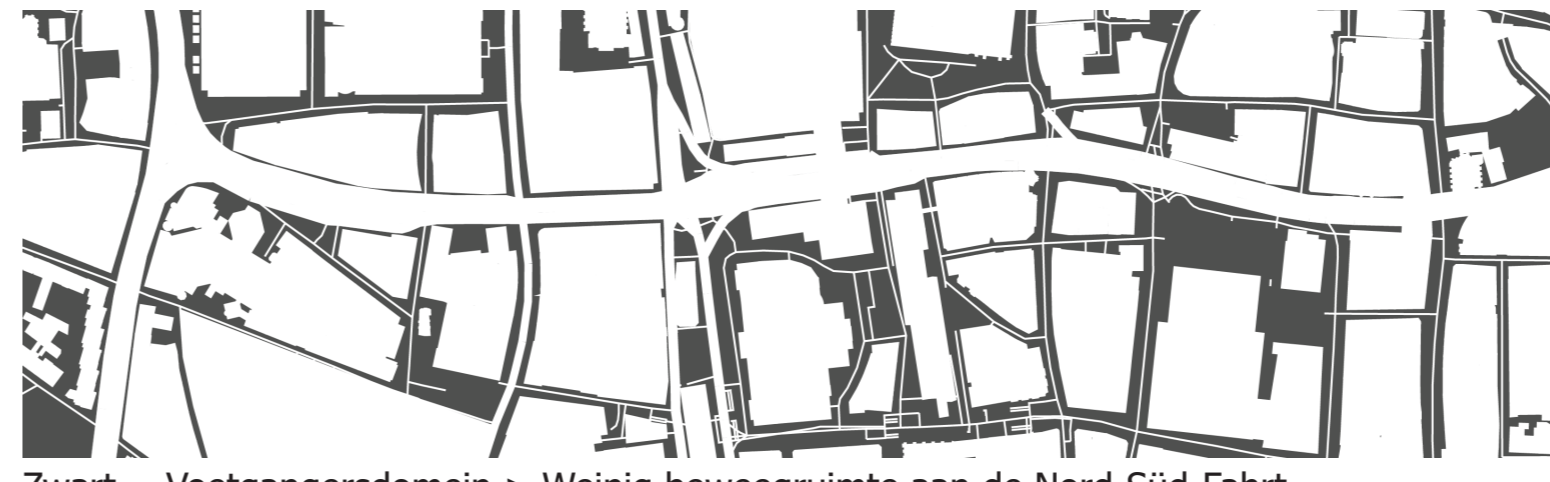 Zwart = Voetgangersdomein > Weinig beweegruimte aan de Nord-Süd-Fahrt